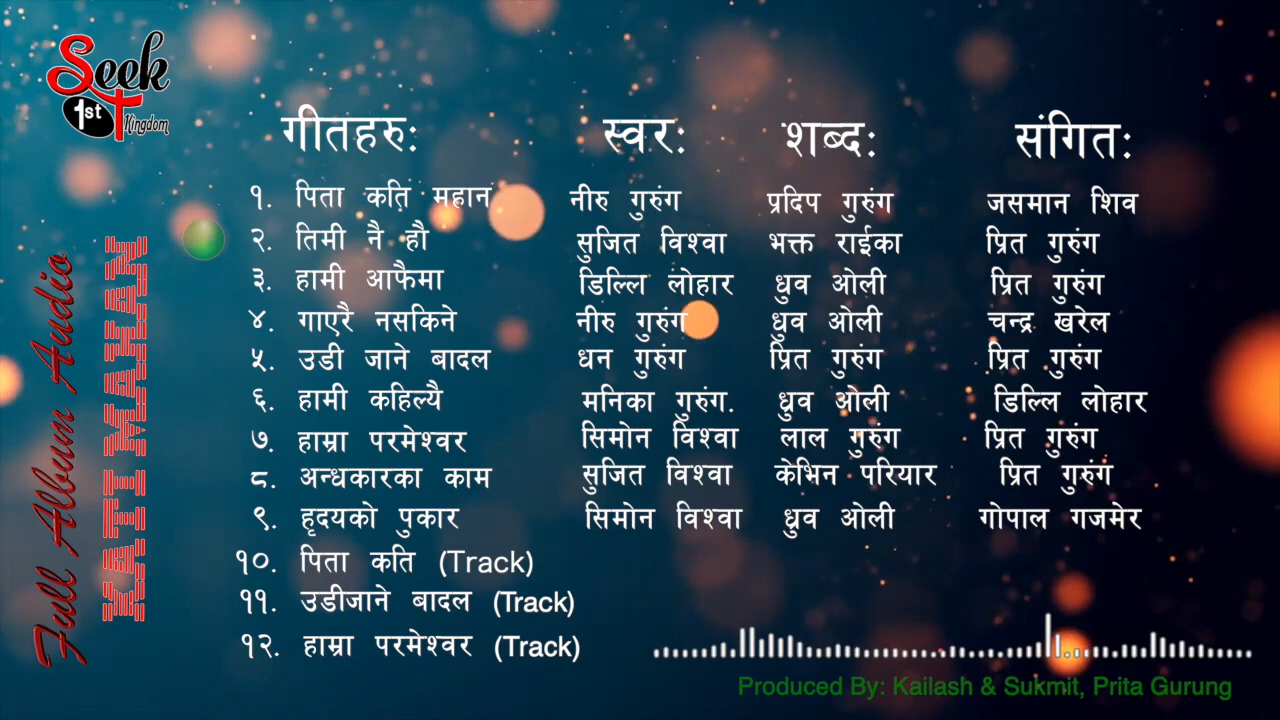 Seek
1st Kingdom
Full Album Audio
KATI MAHAN
गीतहरुः स्वरः शब्दः संगितः
१. पिता कति महान नीरु गुरुंग प्रदिप गुरुंग जसमान शिव
२. तिमी नै हौ सुजित विश्वा भक्त राईका प्रित गुरुंग
३. हामी आफैमा डिल्लि लोहार ध्रुव ओली प्रित गुरुंग
४. गाएरै नसकिने नीरु गुरुंग ध्रुव ओली चन्द्र खरेल
५. उडी जाने बादल धन गुरुंग प्रित गुरुंग प्रित गुरुंग
६. हामी कहिल्यै मनिका गुरुंग. ध्रुव ओली डिल्लि लोहार
७. हाम्रा परमेश्वर सिमोन विश्वा लाल गुरुंग प्रित गुरुंग
८. अन्धकारका काम सुजित विश्वा केभिन परियार प्रित गुरुंग
९. हृदयको पुकार सिमोन विश्वा ध्रुव ओली गोपाल गजमेर
१०. पिता कति (Track)
११. उडीजाने बादल (Track)
१२. हाम्रा परमेश्वर (Track)
Produced By: Kailash & Sukmit, Prita Gurung